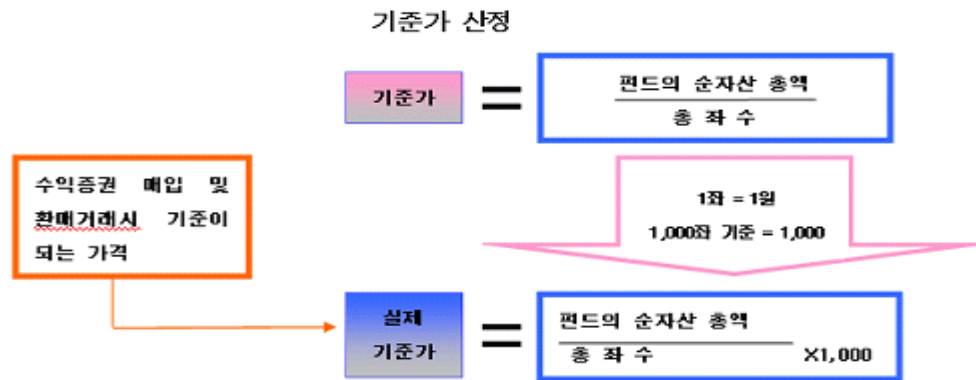 기준가 산정
기준가
=
펀드의 순자산 총액
총 좌 수
수익증권 매입 및
환매거래시 기준이
되는 가격
1좌 = 1원
1,000좌 기준 = 1,000
실제
기준가
=
펀드의 순자산 총액
총 좌 수 X1,000